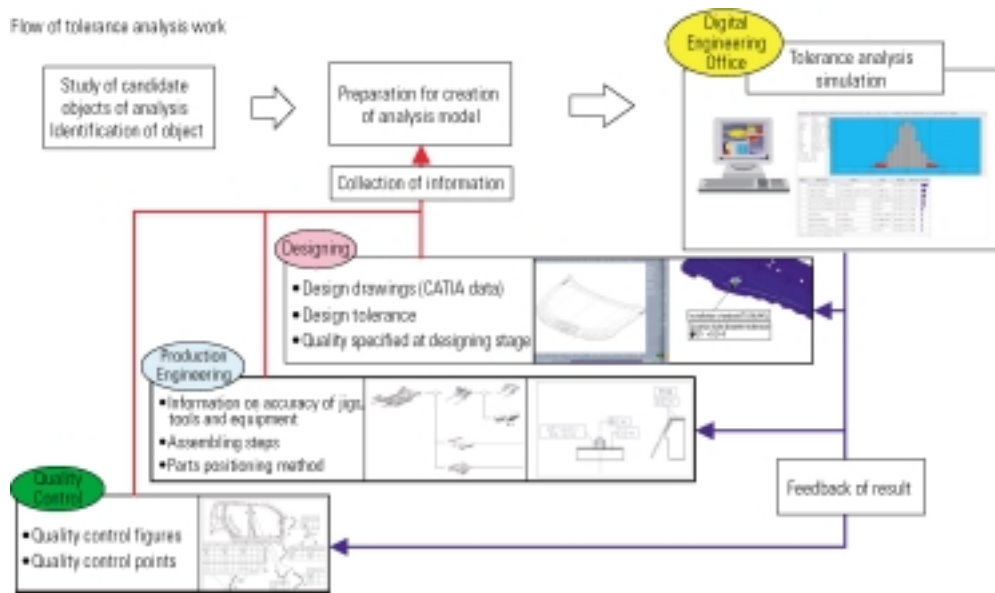 Flow of tolerance analysis work
Study of candidate
objects of analysis
Identification of object
Preparation for creation
of analysis model
Digital
Engineering
Office
Tolerance analysis
simulation
Collection of information
Designing
• Design drawings (CATIA data)
• Design tolerance
• Quality specified at designing stage
Production
Engineering
• Information on accuracy of jigs,
tools and equipment
• Assembling steps
• Parts positioning method
Quality
Control
• Quality control figures
• Quality control points
Feedback of result